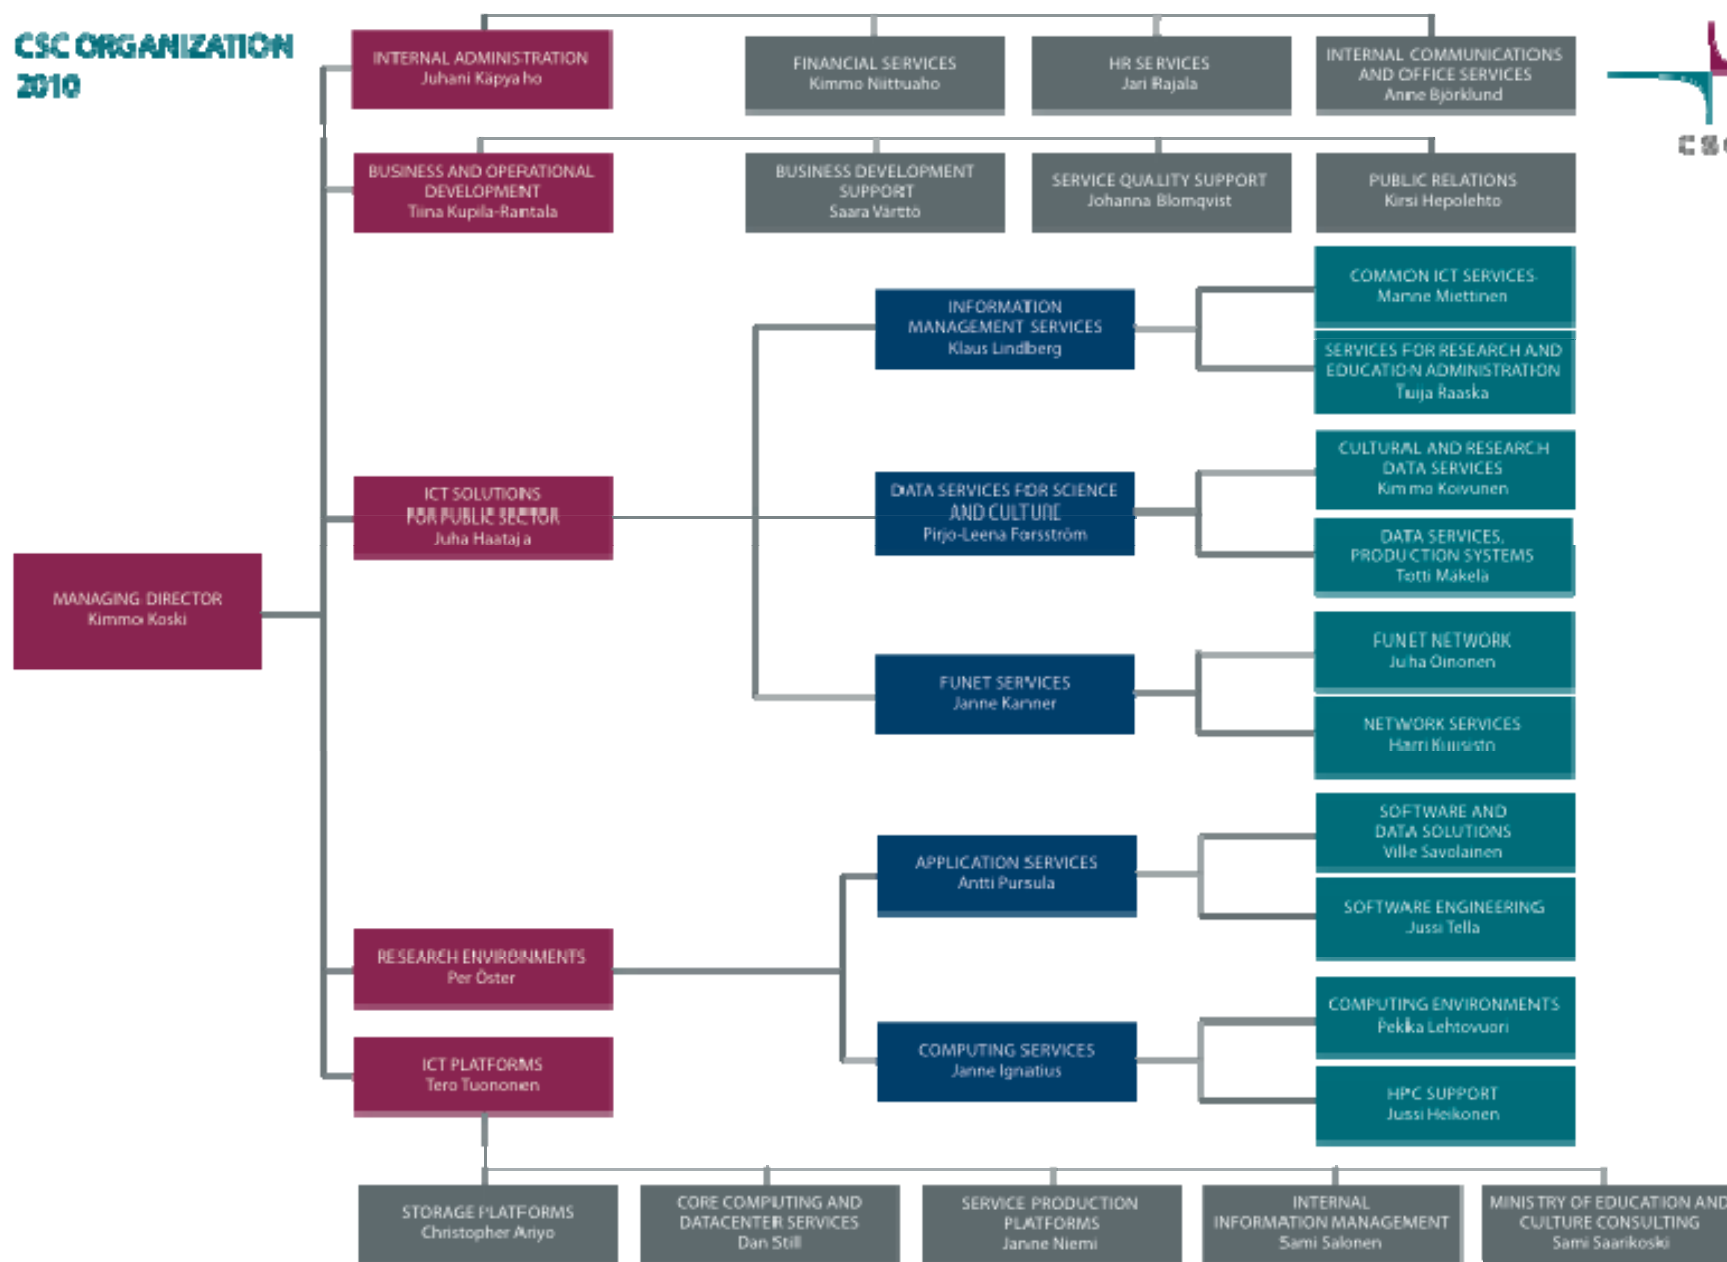 CSC ORGANIZATION
2010
INTERNAL ADMINISTRATION
Juhani Käpyaho
FINANCIAL SERVICES
Kimmo Niittuaho
HR SERVICES
Jari Rajala
INTERNAL COMMUNICATIONS
AND OFFICE SERVICES
Anne Björklund
CSC
BUSINESS AND OPERATIONAL
DEVELOPMENT
Tiina Kupila-Rantala
BUSINESS DEVELOPMENT
SUPPORT
Saara Värttö
SERVICE QUALITY SUPPORT
Johanna Blomqvist
PUBLIC RELATIONS
Kirsi Hepolehto
INFORMATION
MANAGEMENT SERVICES
Klaus Lindberg
COMMON ICT SERVICES
Manne Miettinen
SERVICES FOR RESEARCH AND
EDUCATION ADMINISTRATION
Tuija Raaska
ICT SOLUTIONS
FOR PUBLIC SECTOR
Juha Haataja
DATA SERVICES FOR SCIENCE
AND CULTURE
Pirjo-Leena Forsström
CULTURAL AND RESEARCH
DATA SERVICES
Kimmo Koivunen
DATA SERVICES,
PRODUCTION SYSTEMS
Totti Mäkelä
MANAGING DIRECTOR
Kimmo Koski
FUNET SERVICES
Janne Kanner
FUNET NETWORK
Juha Oinonen
NETWORK SERVICES
Harri Kuusisto
RESEARCH ENVIRONMENTS
Per Öster
APPLICATION SERVICES
Antti Pursula
SOFTWARE AND
DATA SOLUTIONS
Ville Savolainen
SOFTWARE ENGINEERING
Jussi Tella
COMPUTING SERVICES
Janne Ignatius
COMPUTING ENVIRONMENTS
Pekka Lehtovuori
HPC SUPPORT
Jussi Heikonen
ICT PLATFORMS
Tero Tuononen
STORAGE PLATFORMS
Christopher Ariyo
CORE COMPUTING AND
DATACENTER SERVICES
Dan Still
SERVICE PRODUCTION
PLATFORMS
Janne Niemi
INTERNAL
INFORMATION MANAGEMENT
Sami Salonen
MINISTRY OF EDUCATION AND
CULTURE CONSULTING
Sami Saarikoski